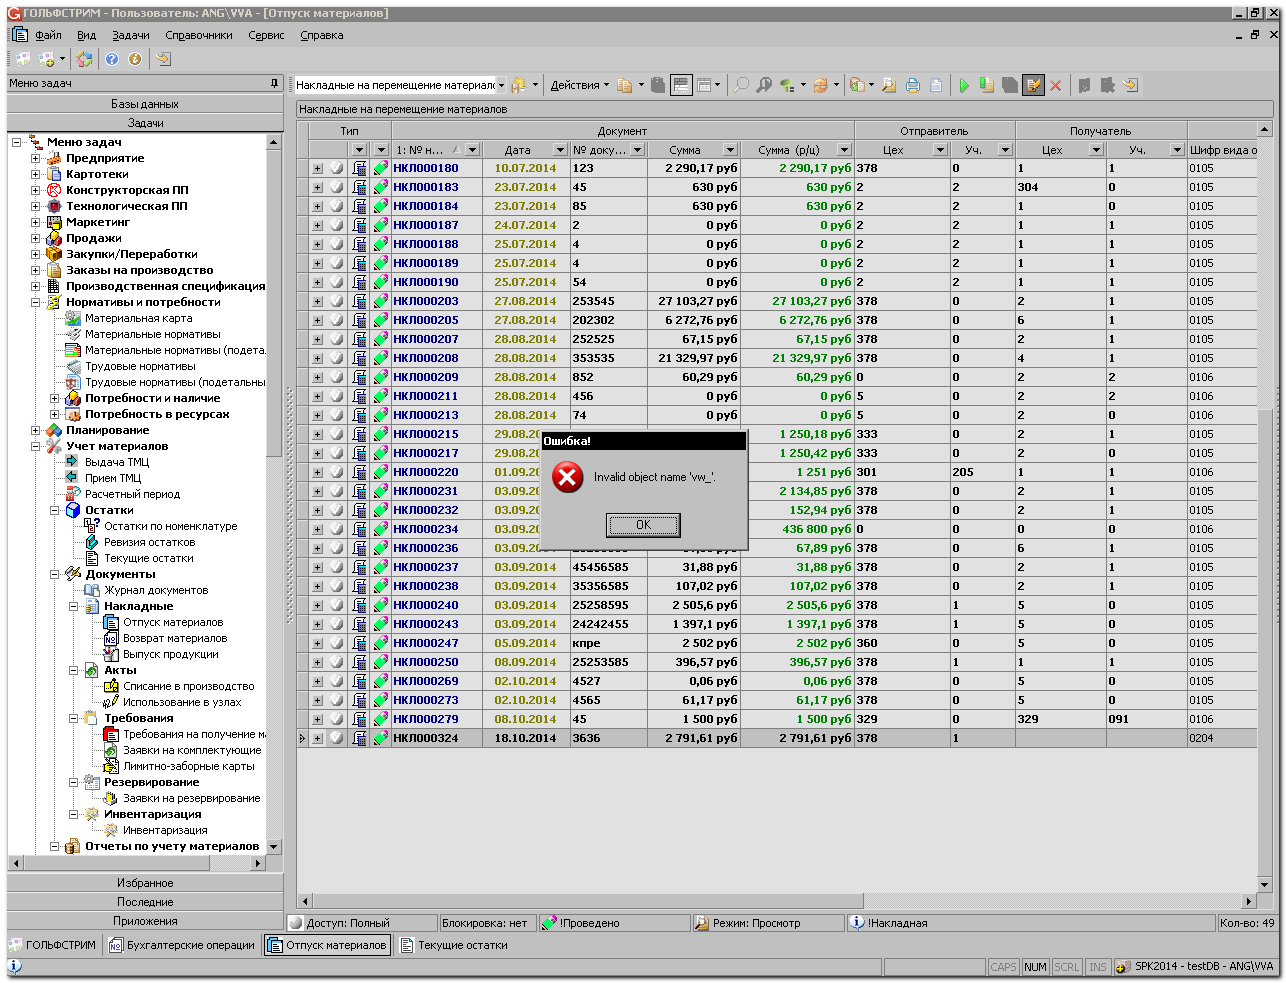 ГОЛЬФСТРИМ - Пользователь: ANG\VVA - [Отпуск материалов]
Файл Вид Задачи Справочники Сервис Справка
Меню задач
Накладные на перемещение материалс Действия
Базы данных
Задачи
Накладные на перемещение материалов
Тип Документ Отправитель Получатель
1: № н... Дата № доку... Сумма Сумма (р/ц) Цех Уч. Цех Уч. Шифр вида о
НКЛ000180 10.07.2014 123 2 290,17 руб 2 290,17 руб 378 0 1 1 0105
НКЛ000183 23.07.2014 45 630 руб 630 руб 2 2 304 0 0105
НКЛ000184 23.07.2014 85 630 руб 630 руб 2 2 1 0 0105
НКЛ000187 24.07.2014 2 0 руб 0 руб 2 2 1 1 0105
НКЛ000188 25.07.2014 4 0 руб 0 руб 2 2 1 1 0105
НКЛ000189 25.07.2014 4 0 руб 0 руб 2 2 1 1 0105
НКЛ000190 25.07.2014 54 0 руб 0 руб 2 2 1 1 0105
НКЛ000203 27.08.2014 253545 27 103,27 руб 27 103,27 руб 378 0 2 1 0105
НКЛ000205 27.08.2014 202302 6 272,76 руб 6 272,76 руб 378 0 6 1 0105
НКЛ000207 28.08.2014 252525 67,15 руб 67,15 руб 378 0 2 1 0105
НКЛ000208 28.08.2014 353535 21 329,97 руб 21 329,97 руб 378 0 4 1 0105
НКЛ000209 28.08.2014 852 60,29 руб 60,29 руб 0 0 2 2 0106
НКЛ000211 28.08.2014 456 0 руб 0 руб 5 0 2 2 0106
НКЛ000213 28.08.2014 74 0 руб 0 руб 5 0 2 1 0106
НКЛ000215 29.08.20 1 250,18 руб 333 0 2 1 0105
НКЛ000217 29.08.20 1 250,42 руб 333 0 2 1 0105
НКЛ000220 01.09.20 1 251 руб 301 205 1 1 0106
НКЛ000231 03.09.20 2 134,85 руб 378 0 2 1 0105
НКЛ000232 03.09.20 152,94 руб 378 0 2 1 0105
НКЛ000234 03.09.20 436 800 руб 0 0 0 0 0106
НКЛ000236 03.09.20 67,89 руб 378 0 6 1 0105
НКЛ000237 03.09.2014 45456585 31,88 руб 31,88 руб 378 0 2 1 0105
НКЛ000238 03.09.2014 35356585 107,02 руб 107,02 руб 378 0 2 1 0105
НКЛ000240 03.09.2014 25258595 2 505,6 руб 2 505,6 руб 378 1 5 0 0105
НКЛ000243 03.09.2014 24242455 1 397,1 руб 1 397,1 руб 378 1 5 0 0105
НКЛ000247 05.09.2014 кпре 2 502 руб 2 502 руб 360 0 5 0 0105
НКЛ000250 08.09.2014 25253585 396,57 руб 396,57 руб 378 1 1 1 0105
НКЛ000269 02.10.2014 4527 0,06 руб 0,06 руб 378 0 5 0 0105
НКЛ000273 02.10.2014 4565 61,17 руб 61,17 руб 378 0 5 0 0105
НКЛ000279 08.10.2014 45 1 500 руб 1 500 руб 329 0 329 091 0106
НКЛ000324 18.10.2014 3636 2 791,61 руб 2 791,61 руб 378 1 0204
Ошибка!
Invalid object name 'vw_'.
OK
Меню задач
Предприятие
Картотеки
Конструкторская ПП
Технологическая ПП
Маркетинг
Продажи
Закупки/Переработки
Заказы на производство
Производственная спецификация
Нормативы и потребности
Материальная карта
Материальные нормативы
Материальные нормативы (подета.
Трудовые нормативы
Трудовые нормативы (подетальны
Потребности и наличие
Потребность в ресурсах
Планирование
Учет материалов
Выдача ТМЦ
Прием ТМЦ
Расчетный период
Остатки
Остатки по номенклатуре
Ревизия остатков
Текущие остатки
Документы
Журнал документов
Накладные
Отпуск материалов
Возврат материалов
Выпуск продукции
Акты
Списание в производство
Использование в узлах
Требования
Требования на получение м
Заявки на комплектующие
Лимитно-заборные карты
Резервирование
Заявки на резервирование
Инвентаризация
Инвентаризация
Отчеты по учету материалов
Избранное
Последние
Приложения
Доступ: Полный Блокировка: нет !Проведено Режим: Просмотр !Накладная Кол-во: 49
ГОЛЬФСТРИМ Бухгалтерские операции Отпуск материалов Текущие остатки
CAPS NUM SCRL INS SPK2014 - testDB - ANG\VVA